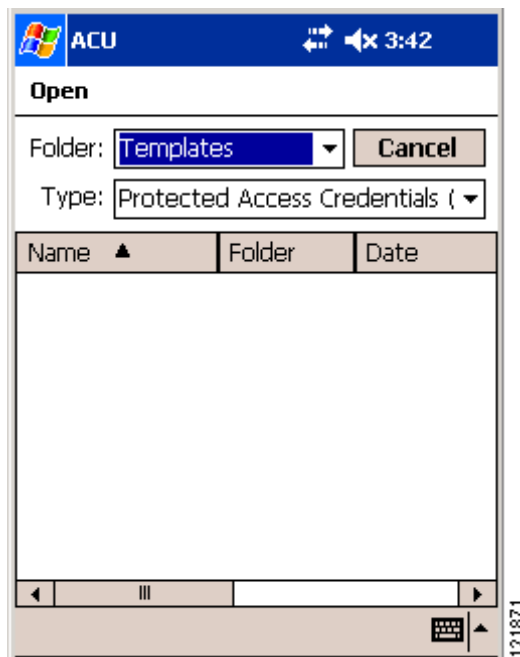 ACU 3:42
Open
Folder: Templates Cancel
Type: Protected Access Credentials (
Name Folder Date
121871